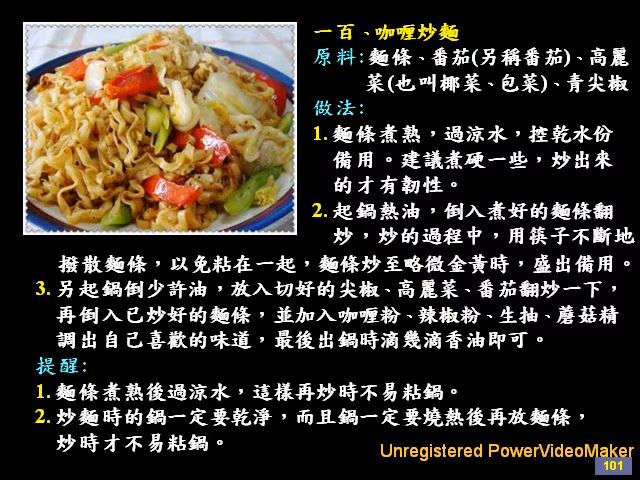 一百、咖喱炒麵
原料:麵條、番茄(另稱番茄)、高麗
菜(也叫椰菜、包菜)、青尖椒
做法:
1. 麵條煮熟，過涼水，控乾水份
備用。建議煮硬一些，炒出來
的才有韌性。
2. 起鍋熱油，倒入煮好的麵條翻
炒，炒的過程中，用筷子不斷地
撥散麵條，以免粘在一起，麵條炒至略微金黃時，盛出備用。
3. 另起鍋倒少許油，放入切好的尖椒、高麗菜、番茄翻炒一下，
再倒入已炒好的麵條，並加入咖喱粉、辣椒粉、生抽、蘑菇精
調出自己喜歡的味道，最後出鍋時滴幾滴香油即可。
提醒:
1. 麵條煮熟後過涼水，這樣再炒時不易粘鍋。
2. 炒麵時的鍋一定要乾淨，而且鍋一定要燒熱後再放麵條，
炒時才不易粘鍋。
Unregistered PowerVideoMaker
101